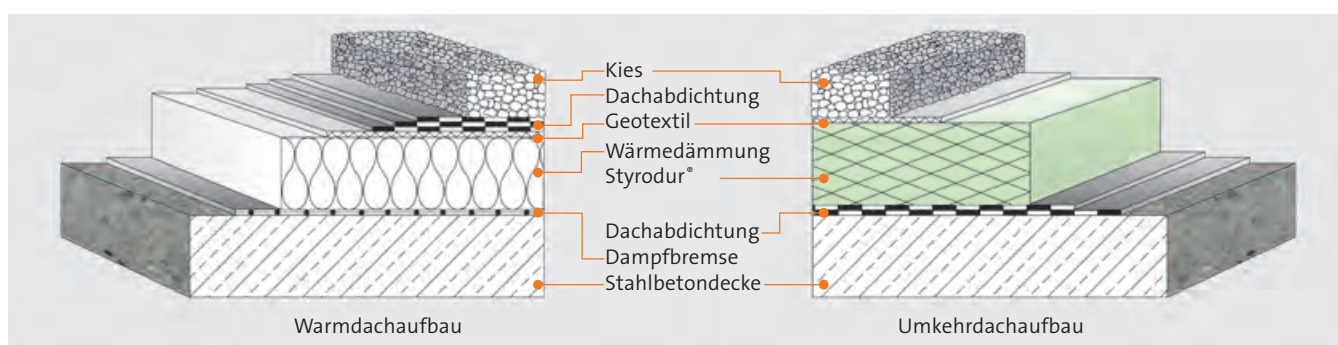 Kies
Dachabdichtung
Geotextil
Wärmedämmung
Styrodur®
Dachabdichtung
Dampfbremse
Stahlbetondecke
Warmdachaufbau
Umkehrdachaufbau